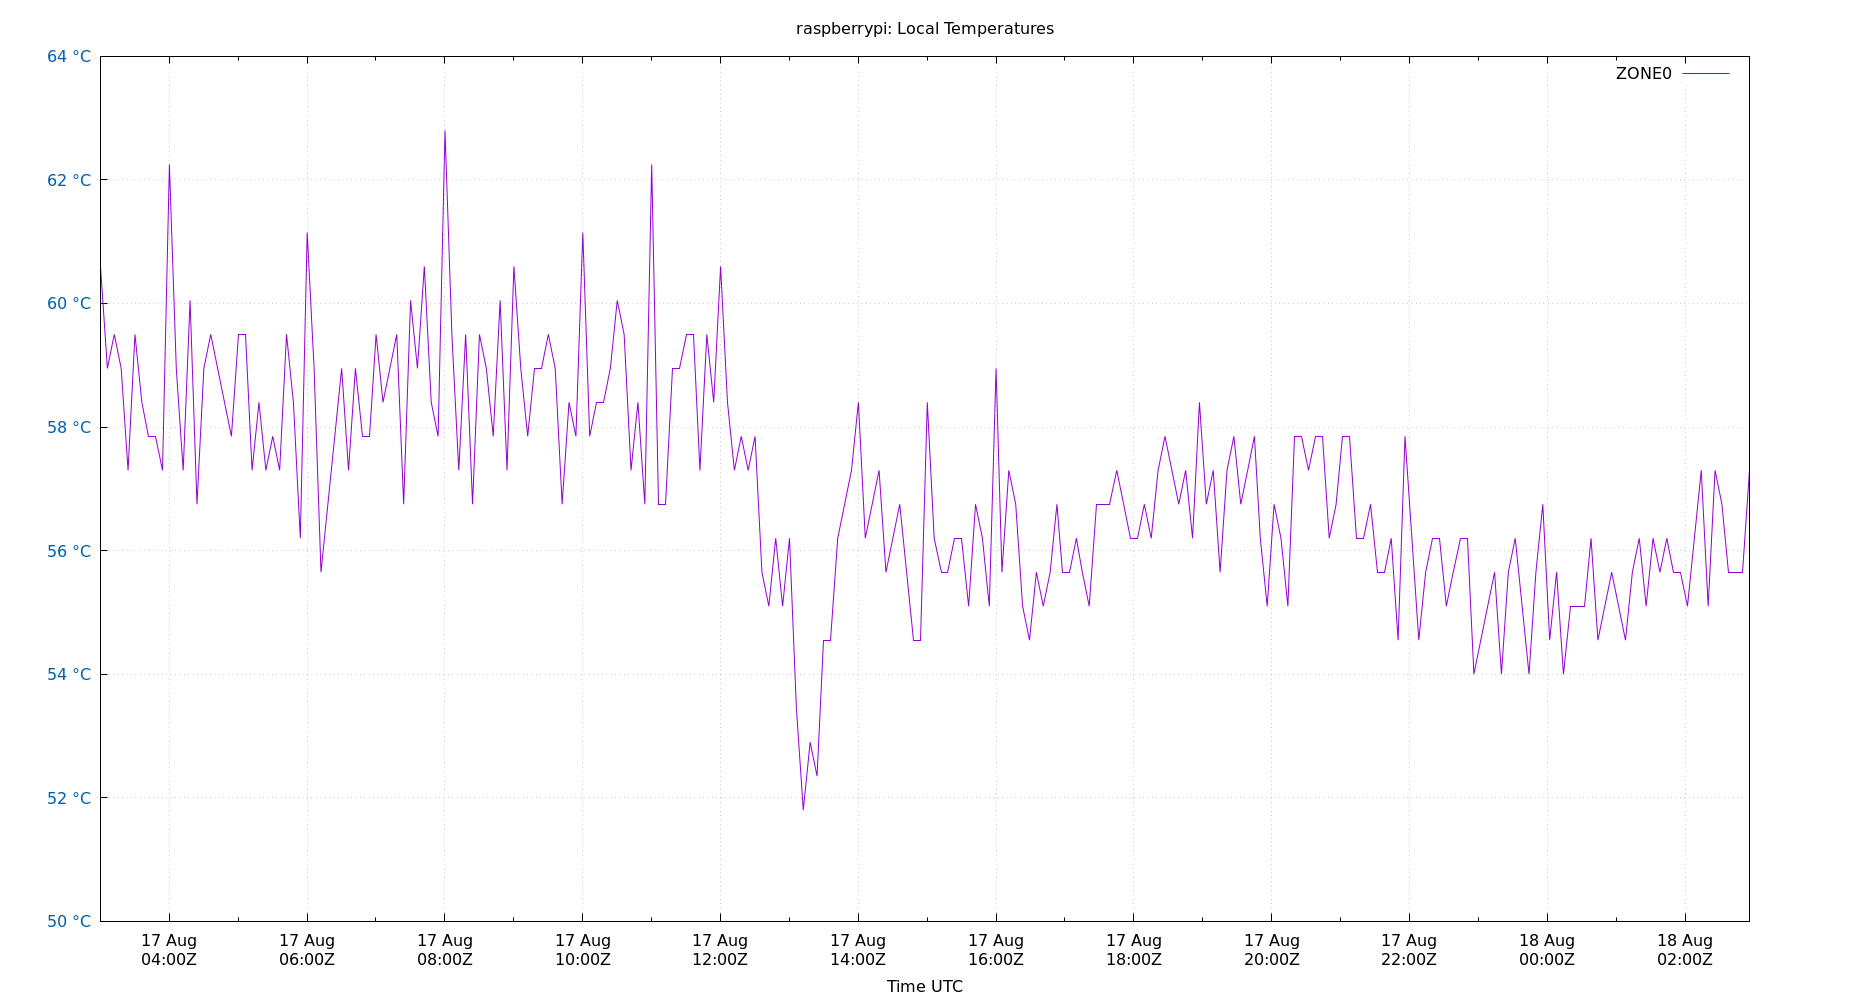 raspberrypi: Local Temperatures
ZONE0
64 °C
62 °C
60 °C
58 °C
56 °C
54 °C
52 °C
50 °C
17 Aug 17 Aug 17 Aug 17 Aug 17 Aug 17 Aug 17 Aug 17 Aug 17 Aug 17 Aug 18 Aug 18 Aug
04:00Z 06:00Z 08:00Z 10:00Z 12:00Z 14:00Z 16:00Z 18:00Z 20:00Z 22:00Z 00:00Z 02:00Z
Time UTC